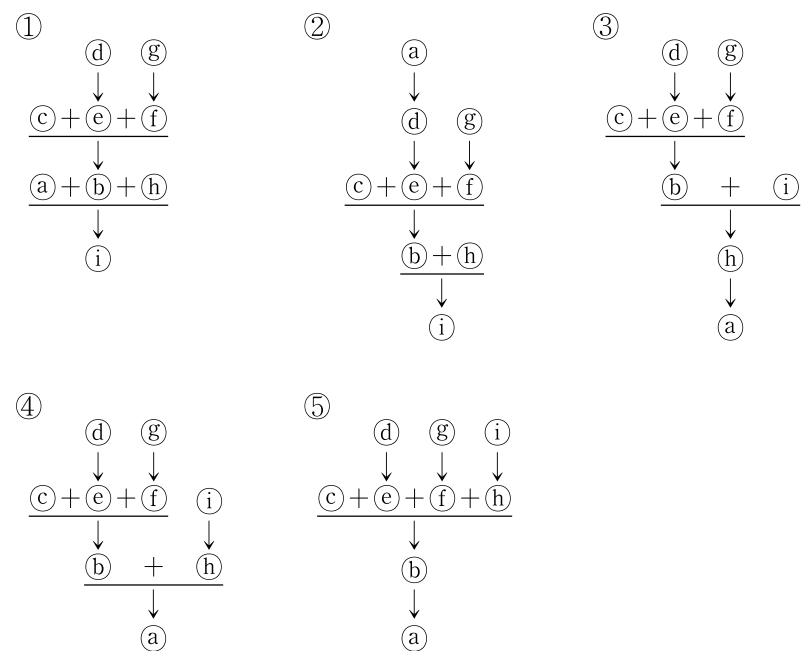 ① ② ③
ⓓ ⓖ ⓐ ⓓ ⓖ
ⓒ + ⓔ + ⓕ ⓓ ⓖ ⓒ + ⓔ + ⓕ
ⓐ + ⓑ + ⓗ ⓒ + ⓔ + ⓕ ⓑ + ⓘ
ⓘ ⓑ + ⓗ ⓗ
ⓘ ⓐ
④ ⑤
ⓓ ⓖ ⓓ ⓖ ⓘ
ⓒ + ⓔ + ⓕ ⓘ ⓒ + ⓔ + ⓕ + ⓗ
ⓑ + ⓗ ⓑ
ⓐ ⓐ